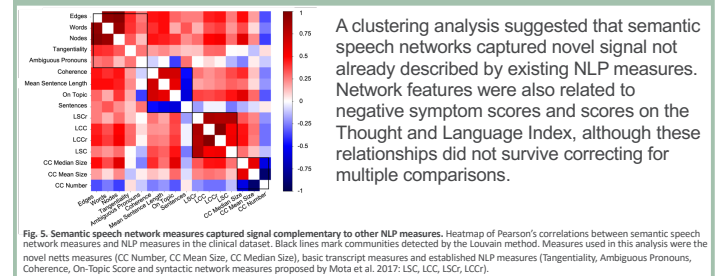 Edges
Words
Nodes
Tangentiality
Ambiguous Pronouns
Coherence
Mean Sentence Length
On Topic
Sentences
LSCr
LCC
LCCr
LSC
CC Median Size
CC Mean Size
CC Number
Edges
Words
Nodes
Tangentiality
Ambiguous Pronouns
Coherence
Mean Sentence Length
On Topic
Sentences
LSCr
LCC
LCCr
LSC
CC Median Size
CC Mean Size
CC Number
1
0.75
0.5
0.25
0
-0.25
-0.5
-0.75
-1
A clustering analysis suggested that semantic
speech networks captured novel signal not
already described by existing NLP measures.
Network features were also related to
negative symptom scores and scores on the
Thought and Language Index, although these
relationships did not survive correcting for
multiple comparisons.
Fig. 5. Semantic speech network measures captured signal complementary to other NLP measures. Heatmap of Pearson's correlations between semantic speech
network measures and NLP measures in the clinical dataset. Black lines mark communities detected by the Louvain method. Measures used in this analysis were the
novel netts measures (CC Number, CC Mean Size, CC Median Size), basic transcript measures and established NLP measures (Tangentiality, Ambiguous Pronouns,
Coherence, On-Topic Score and syntactic network measures proposed by Mota et al. 2017: LSC, LCC, LSCr, LCCr).